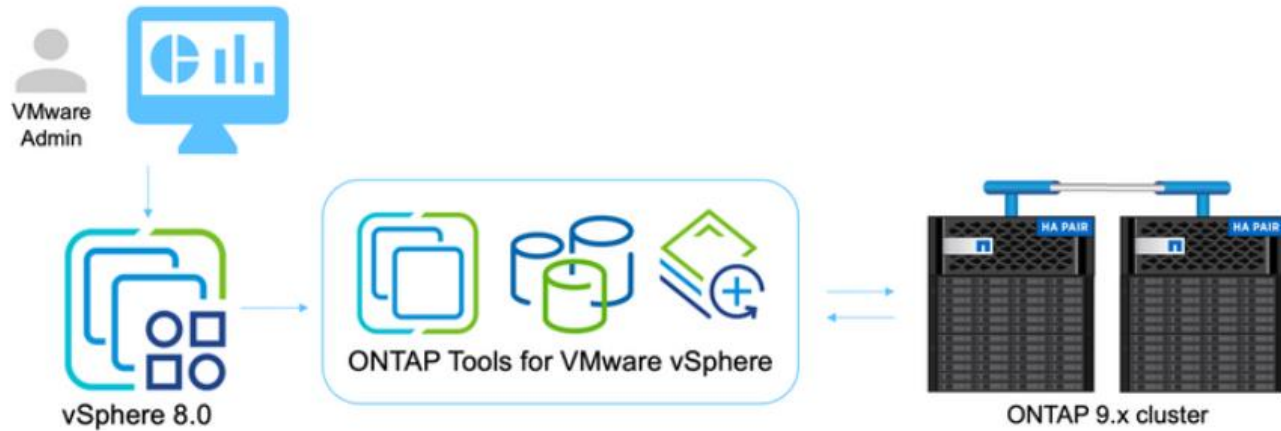 VMware
Admin
vSphere 8.0
ONTAP Tools for VMware vSphere
HA PAIR
HA PAIR
ONTAP 9.x cluster